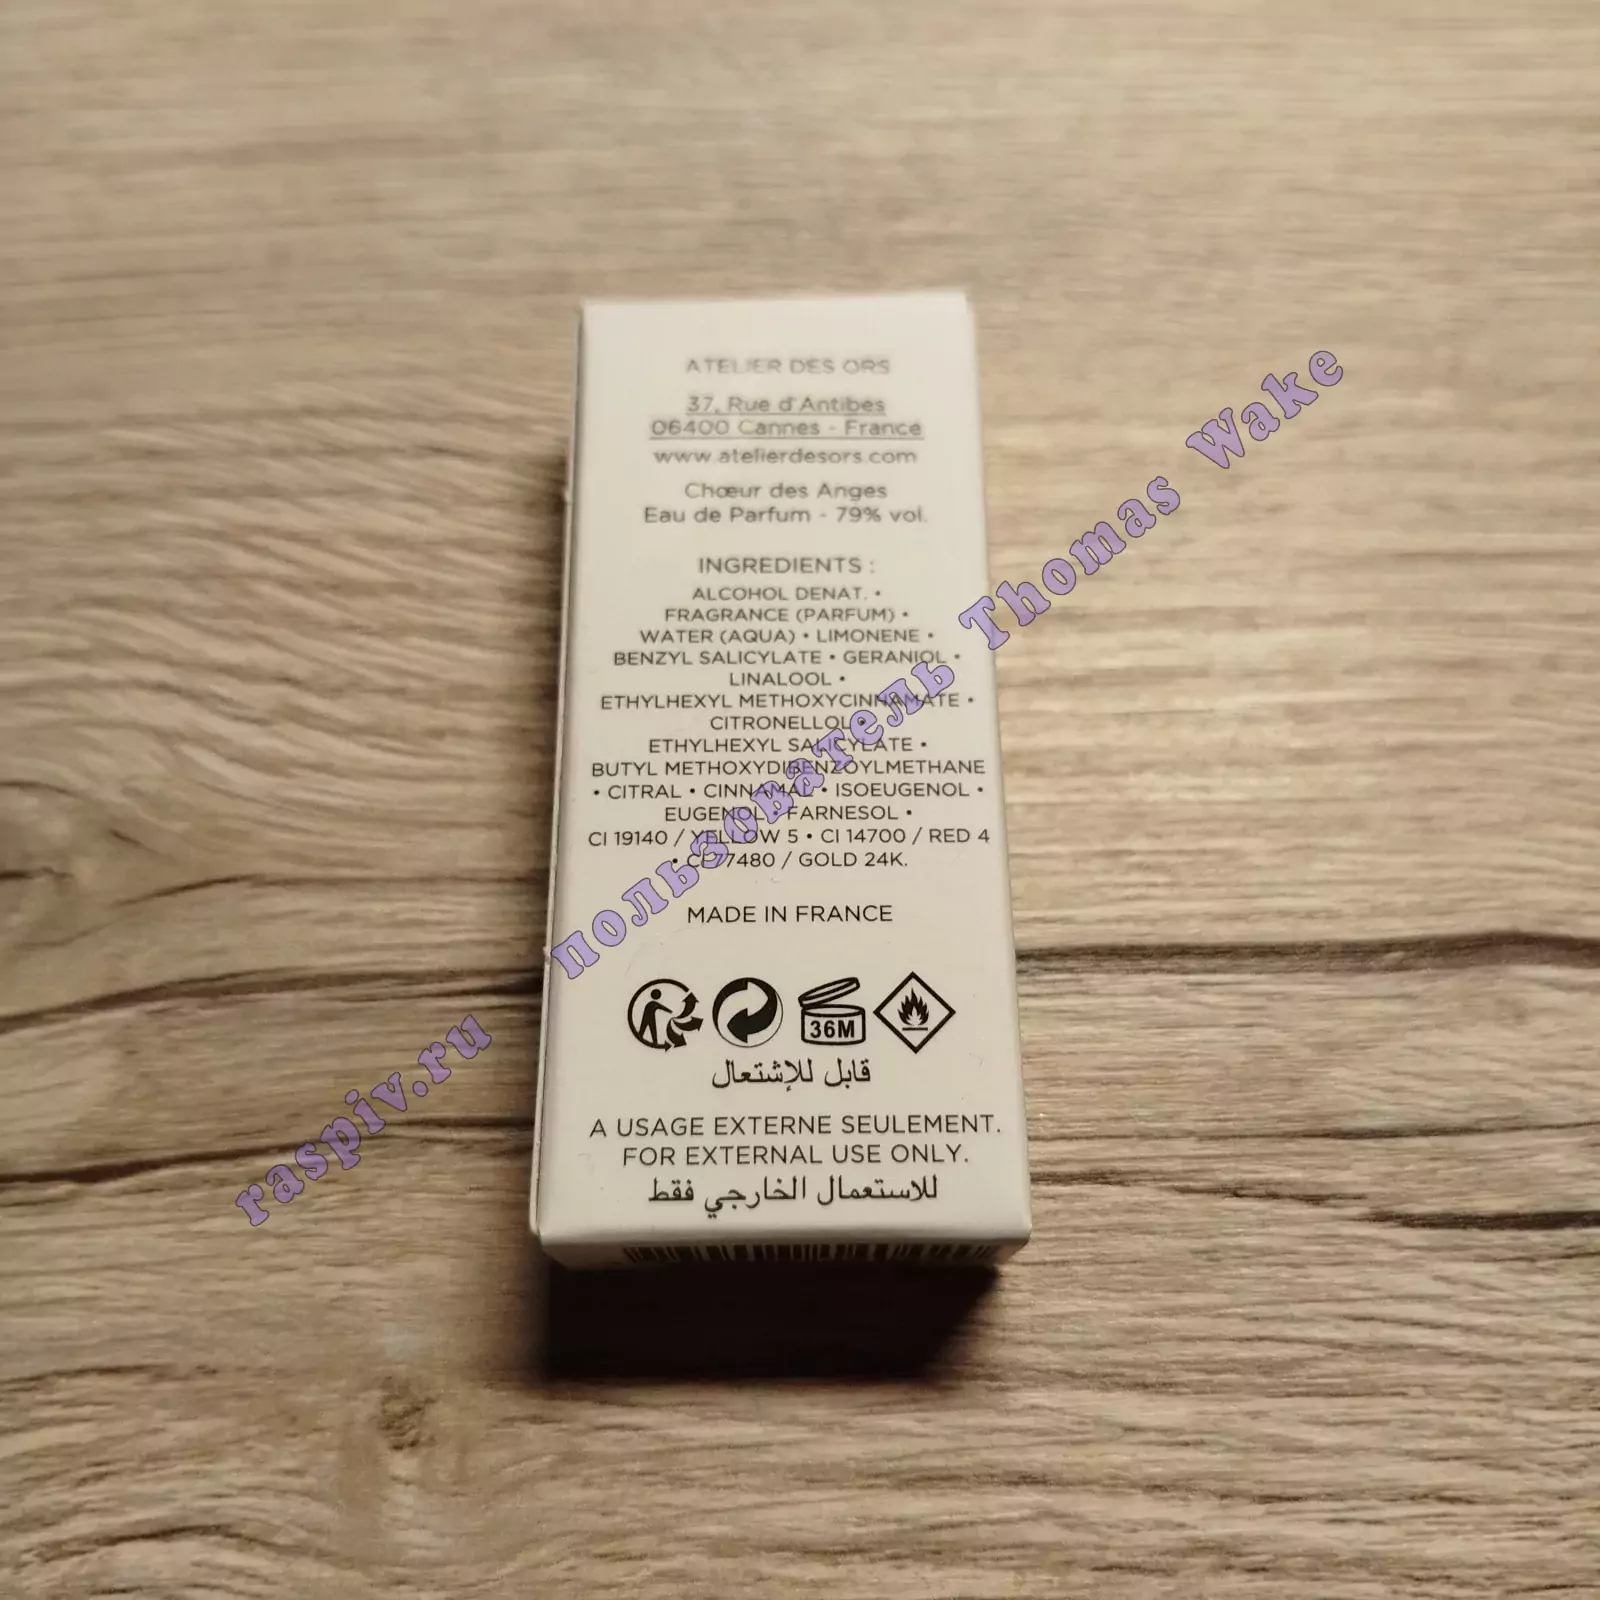 ATELIER DES ORS
37, Rue d'Antibes
06400 Cannes - France
www.atelierdesors.com
Chœur des Anges
Eau de Parfum - 79% vol.
INGREDIENTS :
ALCOHOL DENAT. •
FRAGRANCE (PARFUM) •
WATER (AQUA) • LIMONENE •
BENZYL SALICYLATE • GERANIOL •
LINALOOL •
ETHYLHEXYL METHOXYCINNAMATE •
CITRONELLOL •
ETHYLHEXYL SALICYLATE •
BUTYL METHOXYDIBENZOYLMETHANE
• CITRAL • CINNAMAL • ISOEUGENOL •
EUGENOL • FARNESOL •
CI 19140 / YELLOW 5 • CI 14700 / RED 4
• CI 77480 / GOLD 24K.
MADE IN FRANCE
36M
قابل للإشتعال
A USAGE EXTERNE SEULEMENT.
FOR EXTERNAL USE ONLY.
للاستعمال الخارجي فقط
raspiv.ru пользователь Thomas Wake